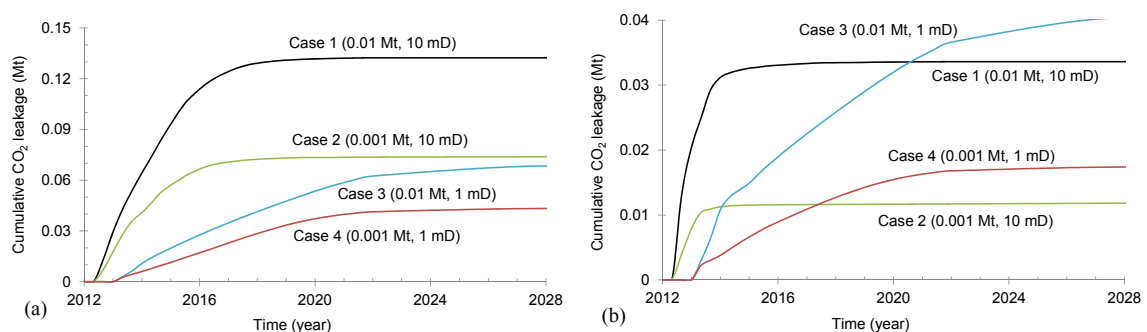 0.15
0.12
0.09
0.06
0.03
0
Cumulative CO₂ leakage (Mt)
Case 1 (0.01 Mt, 10 mD)
Case 2 (0.001 Mt, 10 mD)
Case 3 (0.01 Mt, 1 mD)
Case 4 (0.001 Mt, 1 mD)
2012 2016 2020 2024 2028
Time (year)
(a)
0.04
0.03
0.02
0.01
0
Cumulative CO₂ leakage (Mt)
Case 3 (0.01 Mt, 1 mD)
Case 1 (0.01 Mt, 10 mD)
Case 4 (0.001 Mt, 1 mD)
Case 2 (0.001 Mt, 10 mD)
2012 2016 2020 2024 2028
Time (year)
(b)